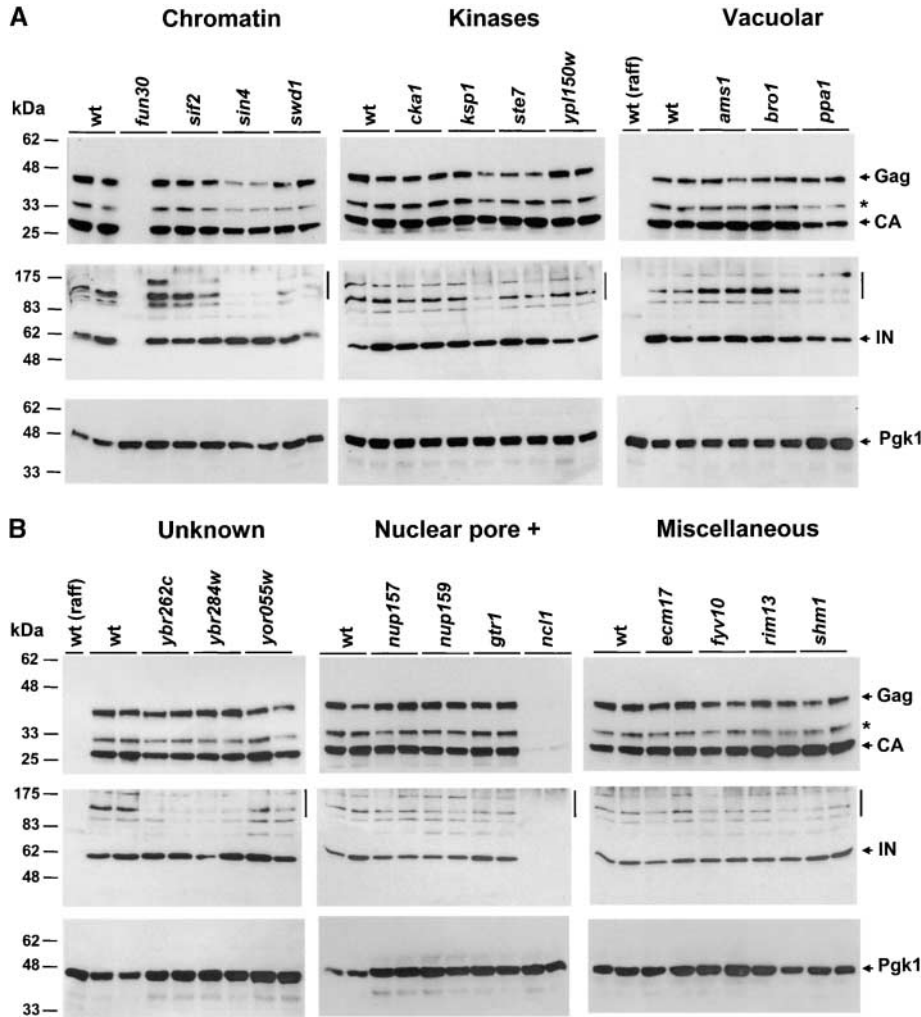 A
Chromatin Kinases Vacuolar
kDa wt fun30 sif2 sin4 swd1 wt cka1 ksp1 ste7 ypl150w wt (raff) wt ams1 bro1 ppa1
62
48 Gag
33 *
25 CA
175
83
62 IN
48
62
48 Pgk1
33
B
Unknown Nuclear pore + Miscellaneous
kDa wt (raff) wt ybr262c ybr284w yor055w wt nup157 nup159 gtr1 ncl1 wt ecm17 fyv10 rim13 shm1
62
48 Gag
33 *
25 CA
175
83
62 IN
48
62
48 Pgk1
33